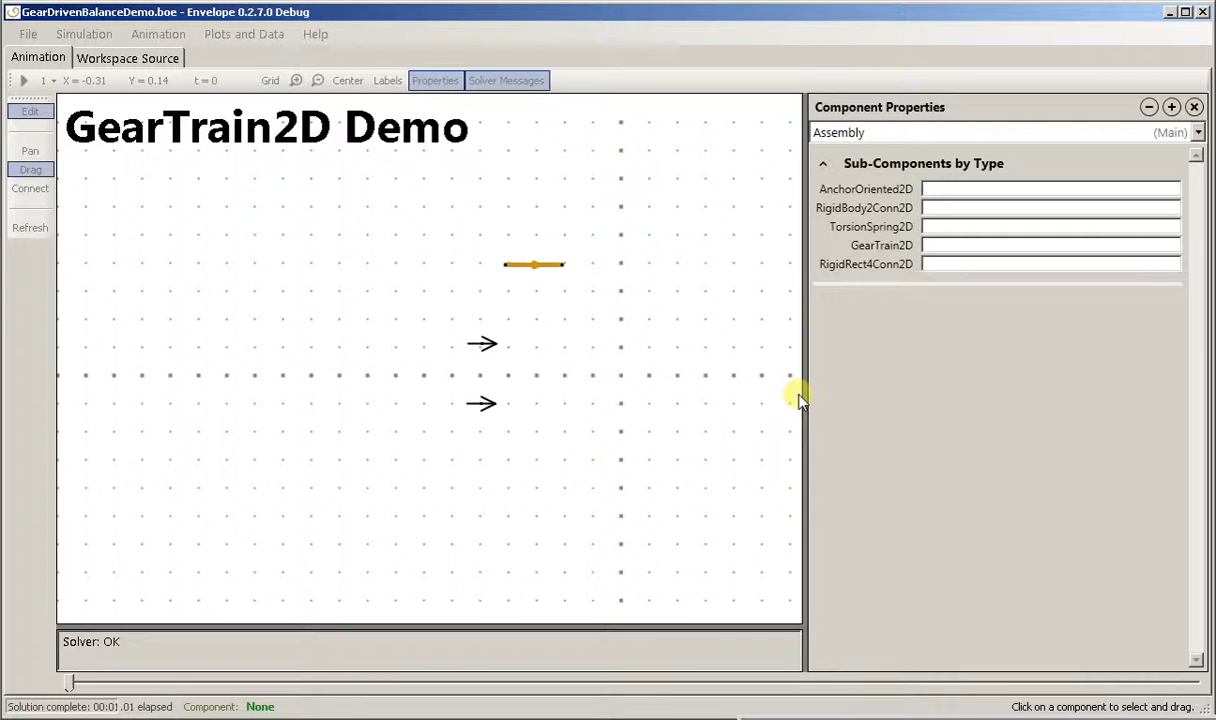 GearDrivenBalanceDemo.boe - Envelope 0.2.7.0 Debug
File Simulation Animation Plots and Data Help
Animation Workspace Source
1 X = -0.31 Y = 0.14 t = 0 Grid Center Labels Properties Solver Messages
Edit
Pan
Drag
Connect
Refresh
GearTrain2D Demo
Component Properties
Assembly (Main)
Sub-Components by Type
AnchorOriented2D
RigidBody2Conn2D
TorsionSpring2D
GearTrain2D
RigidRect4Conn2D
Solver: OK
Solution complete: 00:01.01 elapsed Component: None Click on a component to select and drag.